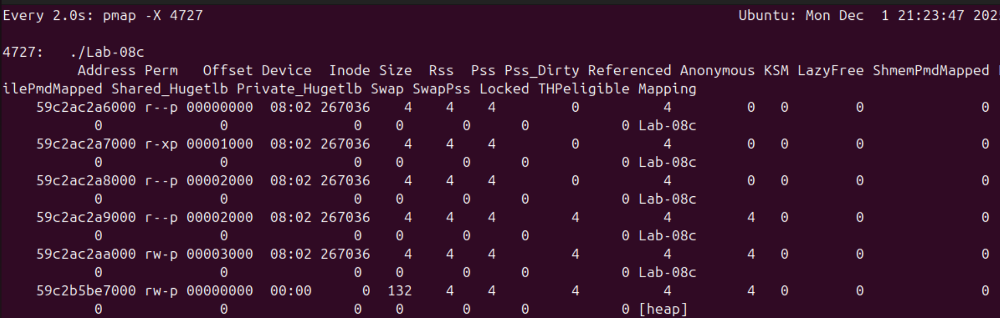 Every 2.0s: pmap -X 4727 Ubuntu: Mon Dec  1 21:23:47 202
4727:   ./Lab-08c
Address Perm   Offset Device  Inode Size  Rss  Pss Pss_Dirty Referenced Anonymous KSM LazyFree ShmemPmdMapped
ilePmdMapped Shared_Hugetlb Private_Hugetlb Swap SwapPss Locked THPeligible Mapping
59c2ac2a6000 r--p 00000000  08:02 267036    4    4    4         0          4         0   0        0              0
0              0               0    0       0      0           0 Lab-08c
59c2ac2a7000 r-xp 00001000  08:02 267036    4    4    4         0          4         0   0        0              0
0              0               0    0       0      0           0 Lab-08c
59c2ac2a8000 r--p 00002000  08:02 267036    4    4    4         0          4         0   0        0              0
0              0               0    0       0      0           0 Lab-08c
59c2ac2a9000 r--p 00002000  08:02 267036    4    4    4         4          4         4   0        0              0
0              0               0    0       0      0           0 Lab-08c
59c2ac2aa000 rw-p 00003000  08:02 267036    4    4    4         4          4         4   0        0              0
0              0               0    0       0      0           0 Lab-08c
59c2b5be7000 rw-p 00000000  00:00      0  132    4    4         4          4         4   0        0              0
0              0               0    0       0      0           0 [heap]